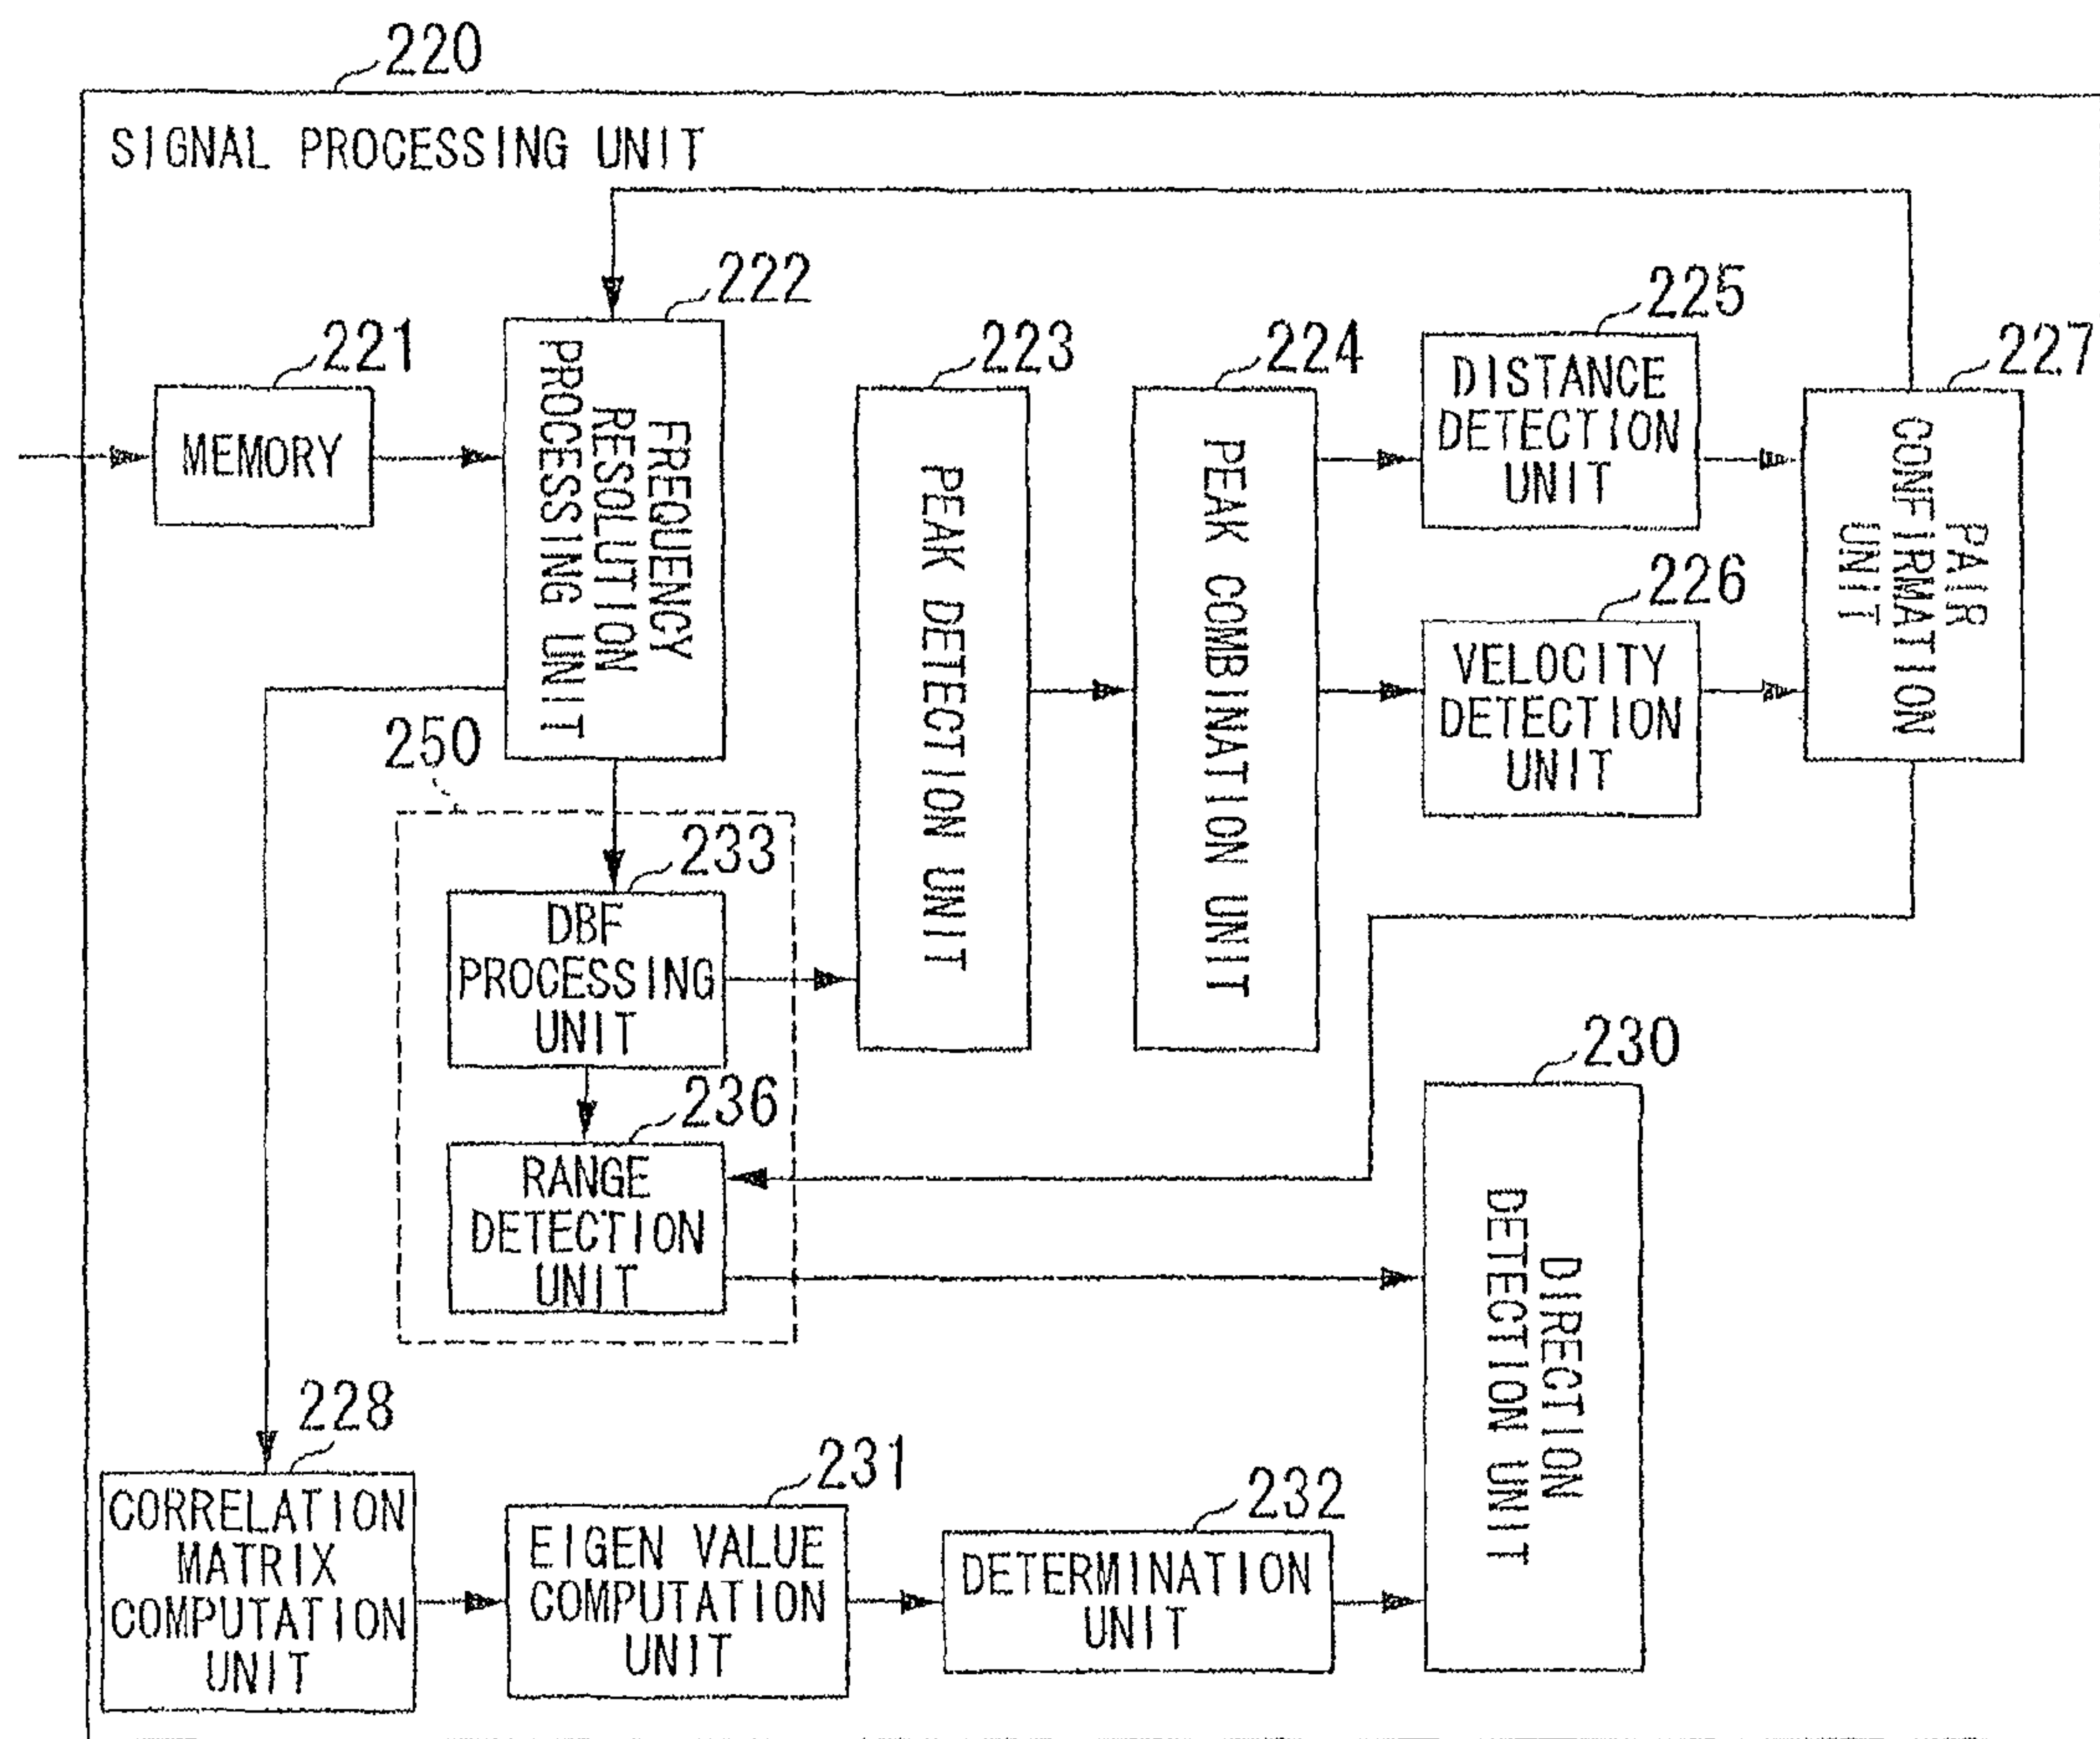 220
SIGNAL PROCESSING UNIT
222
221
MEMORY
FREQUENCY
RESOLUTION
PROCESSING UNIT
223
PEAK DETECTION UNIT
224
PEAK COMBINATION UNIT
225
DISTANCE
DETECTION
UNIT
226
VELOCITY
DETECTION
UNIT
227
PAIR
CONFIRMATION
UNIT
250
233
DBF
PROCESSING
UNIT
236
RANGE
DETECTION
UNIT
230
DIRECTION
DETECTION UNIT
228
CORRELATION
MATRIX
COMPUTATION
UNIT
231
EIGEN VALUE
COMPUTATION
UNIT
232
DETERMINATION
UNIT